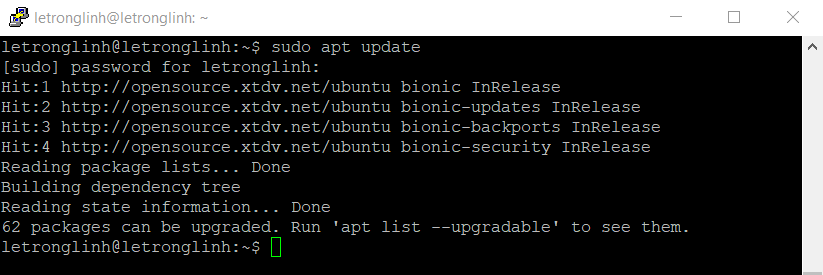 letronglinh@letronglinh: ~
letronglinh@letronglinh:~$ sudo apt update
[sudo] password for letronglinh:
Hit:1 http://opensource.xtdv.net/ubuntu bionic InRelease
Hit:2 http://opensource.xtdv.net/ubuntu bionic-updates InRelease
Hit:3 http://opensource.xtdv.net/ubuntu bionic-backports InRelease
Hit:4 http://opensource.xtdv.net/ubuntu bionic-security InRelease
Reading package lists... Done
Building dependency tree
Reading state information... Done
62 packages can be upgraded. Run 'apt list --upgradable' to see them.
letronglinh@letronglinh:~$